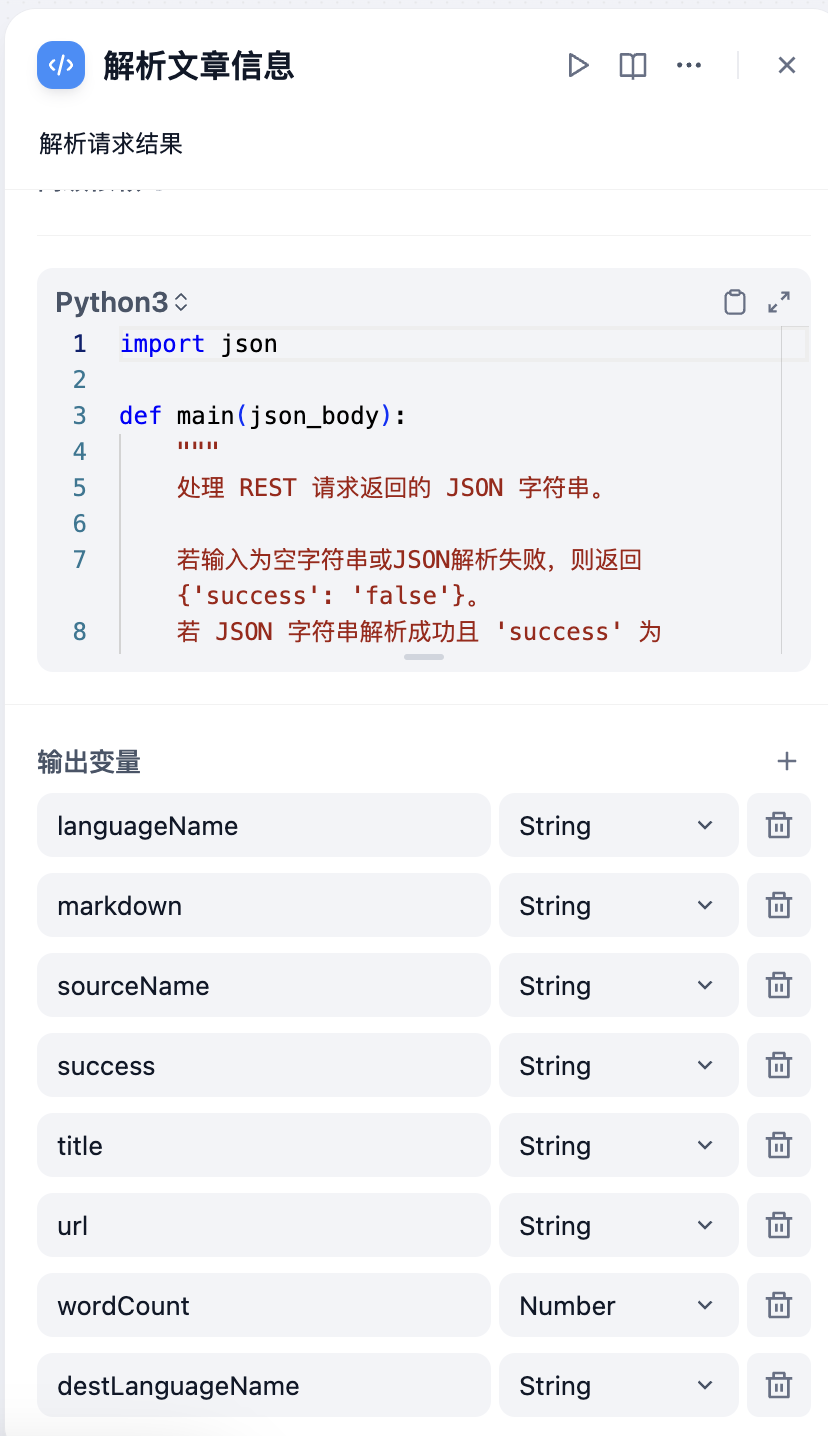 解析文章信息
解析请求结果
Python3
1 import json
2
3 def main(json_body):
4 """
5 处理 REST 请求返回的 JSON 字符串。
6
7 若输入为空字符串或JSON解析失败，则返回
{'success': 'false'}。
8 若 JSON 字符串解析成功且 'success' 为
输出变量
languageName String
markdown String
sourceName String
success String
title String
url String
wordCount Number
destLanguageName String